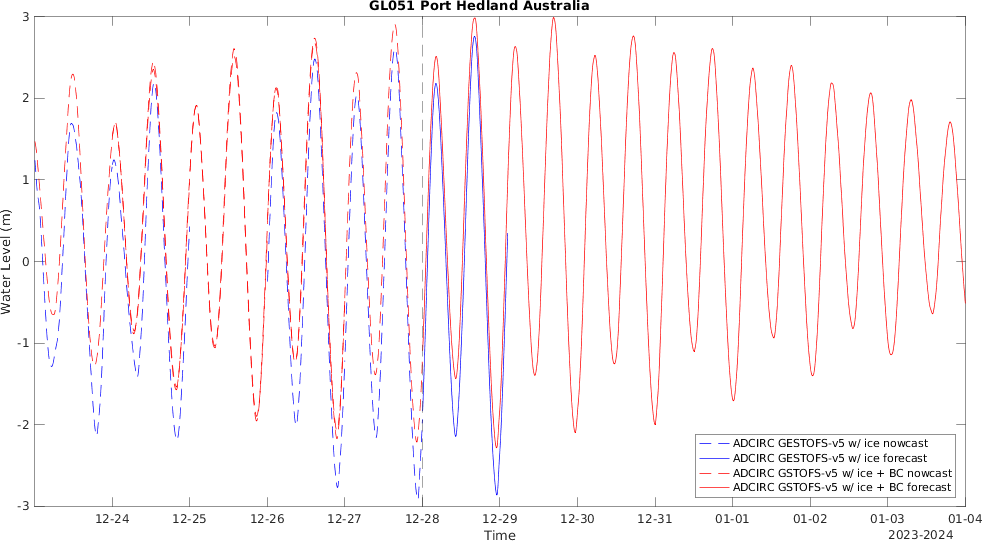 GL051 Port Hedland Australia
3
2
1
0
-1
-2
-3
Water Level (m)
12-24 12-25 12-26 12-27 12-28 12-29 12-30 12-31 01-01 01-02 01-03 01-04
Time
2023-2024
ADCIRC GESTOFS-v5 w/ ice nowcast
ADCIRC GESTOFS-v5 w/ ice forecast
ADCIRC GSTOFS-v5 w/ ice + BC nowcast
ADCIRC GSTOFS-v5 w/ ice + BC forecast